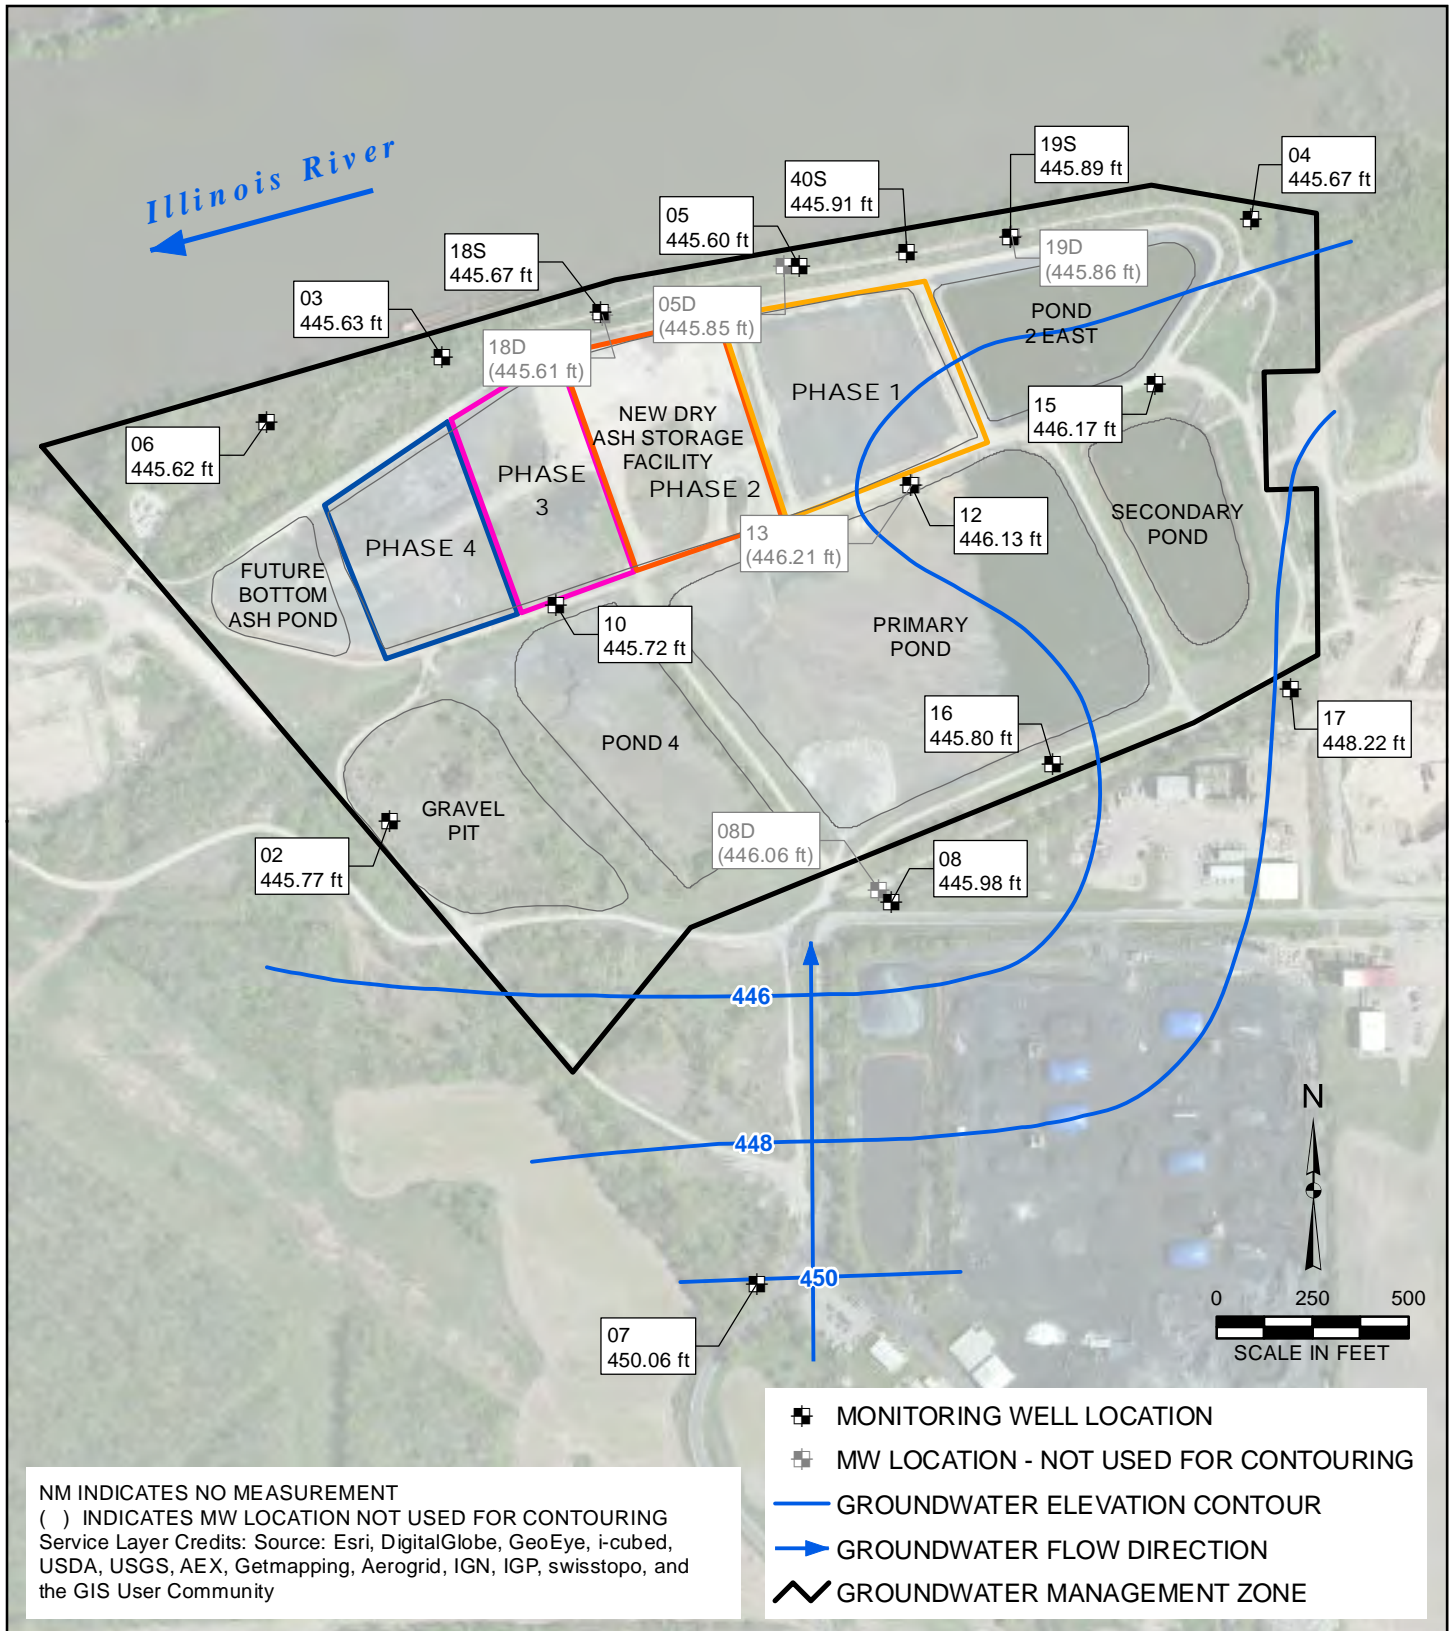 Illinois River
19S
445.89 ft
04
445.67 ft
40S
445.91 ft
05
445.60 ft
18S
445.67 ft
19D
(445.86 ft)
03
445.63 ft
05D
(445.85 ft)
18D
(445.61 ft)
POND
2 EAST
PHASE 1
15
446.17 ft
NEW DRY
ASH STORAGE
FACILITY
06
445.62 ft
PHASE
3
PHASE 2
12
446.13 ft
SECONDARY
POND
13
(446.21 ft)
PHASE 4
FUTURE
BOTTOM
ASH POND
10
445.72 ft
PRIMARY
POND
16
445.80 ft
17
448.22 ft
POND 4
GRAVEL
PIT
08D
(446.06 ft)
02
445.77 ft
08
445.98 ft
446
448
N
450
07
450.06 ft
0 250 500
SCALE IN FEET
MONITORING WELL LOCATION
MW LOCATION - NOT USED FOR CONTOURING
GROUNDWATER ELEVATION CONTOUR
GROUNDWATER FLOW DIRECTION
GROUNDWATER MANAGEMENT ZONE
NM INDICATES NO MEASUREMENT
( ) INDICATES MW LOCATION NOT USED FOR CONTOURING
Service Layer Credits: Source: Esri, DigitalGlobe, GeoEye, i-cubed,
USDA, USGS, AEX, Getmapping, Aerogrid, IGN, IGP, swisstopo, and
the GIS User Community